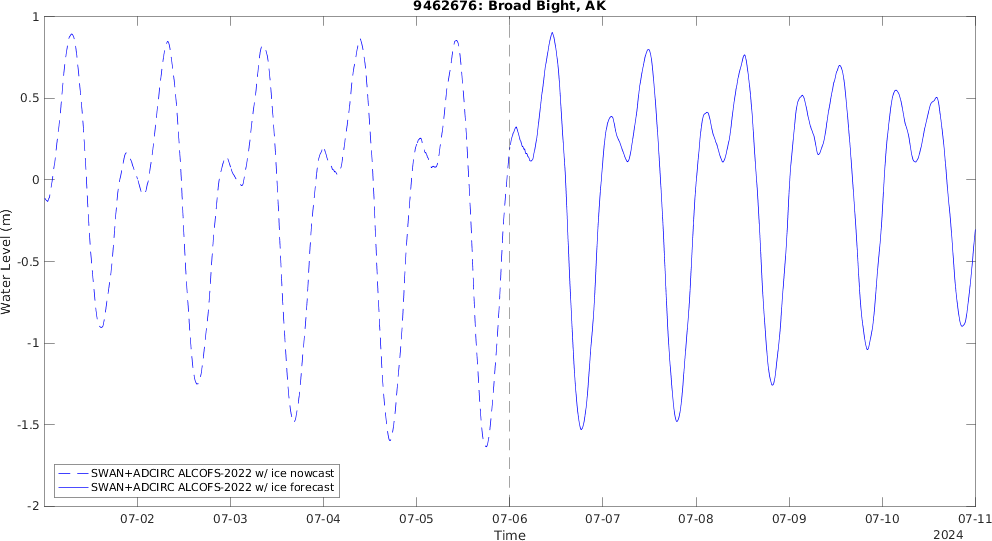 9462676: Broad Bight, AK
1
0.5
0
-0.5
-1
-1.5
-2
Water Level (m)
SWAN+ADCIRC ALCOFS-2022 w/ ice nowcast
SWAN+ADCIRC ALCOFS-2022 w/ ice forecast
07-02 07-03 07-04 07-05 07-06 07-07 07-08 07-09 07-10 07-11
Time
2024